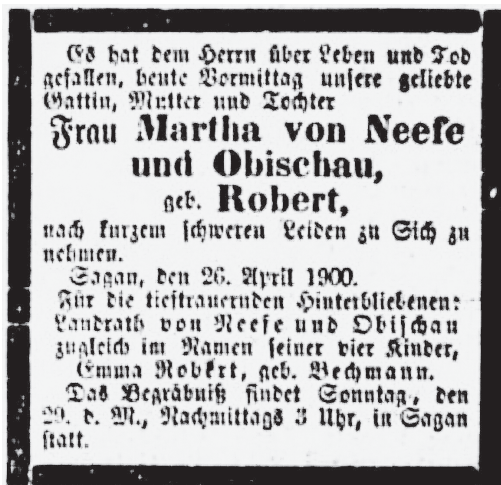 Es hat dem Herrn über Leben und Tod
gefallen, heute Vormittag unsere geliebte
Gattin, Mutter und Tochter
Frau Martha von Neefe
und Obischau,
geb. Robert,
nach kurzem schweren Leiden zu Sich zu
nehmen.
Sagan, den 26. April 1900.
Für die tieftrauernden Hinterbliebenen:
Landrath von Neefe und Obischau
zugleich im Namen seiner vier Kinder,
Emma Robert, geb. Bechmann.
Das Begräbniß findet Sonntag, den
29. d. M., Nachmittags 3 Uhr, in Sagan
statt.